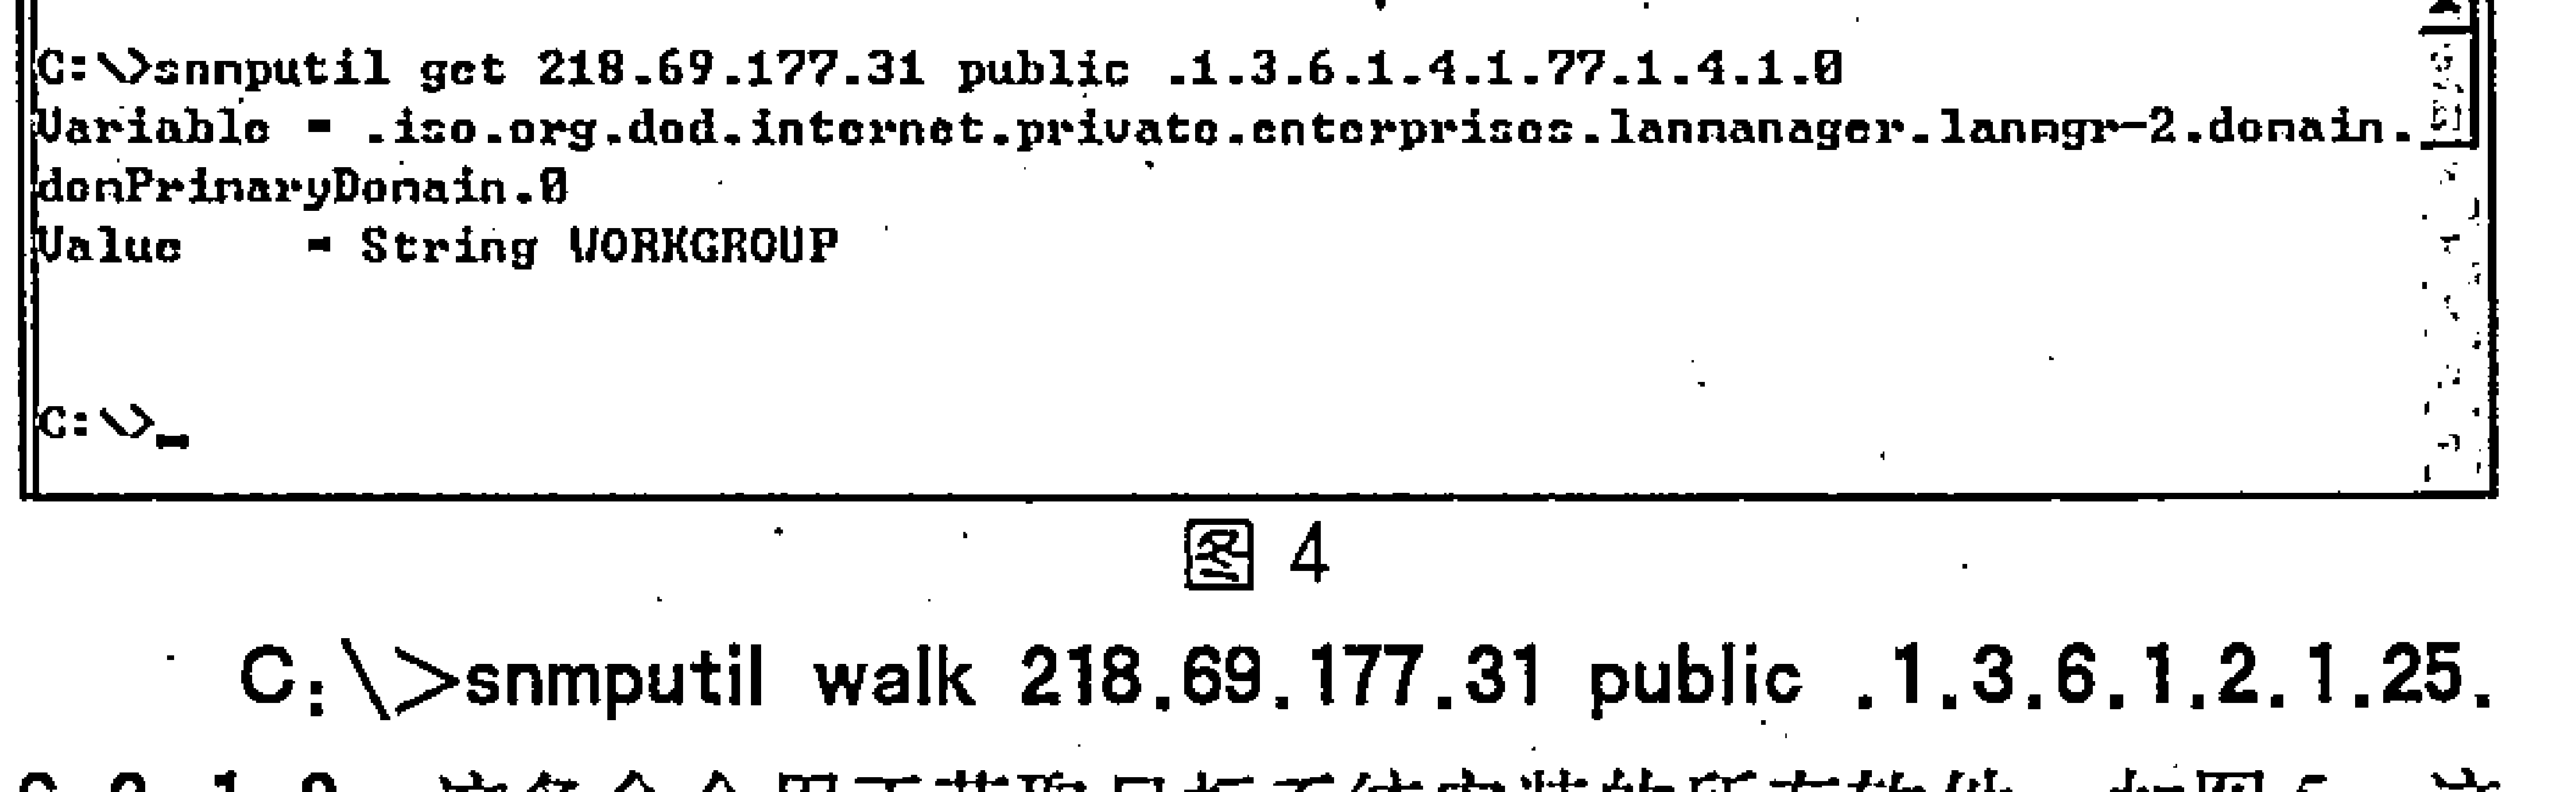 C:\>snmputil get 218.69.177.31 public .1.3.6.1.4.1.77.1.4.1.0
Variable = .iso.org.dod.internet.private.enterprises.lanmanager.lanmgr-2.domain.
domPrimaryDomain.0
Value = String WORKGROUP
C:\>_
图 4
C:\>snmputil walk 218.69.177.31 public .1.3.6.1.2.1.25.